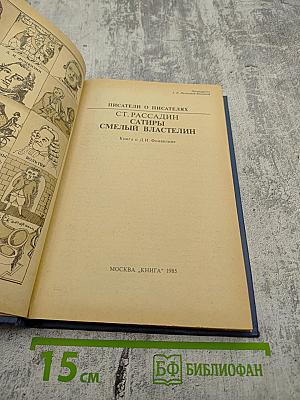 ПИСАТЕЛИ О ПИСАТЕЛЯХ
СТ. РАССАДИН
САТИРЫ
СМЕЛЫЙ ВЛАСТЕЛИН
Книга о Д.И. Фонвизине
МОСКВА „КНИГА" 1985
15 см
БФ БИБЛИОФАН